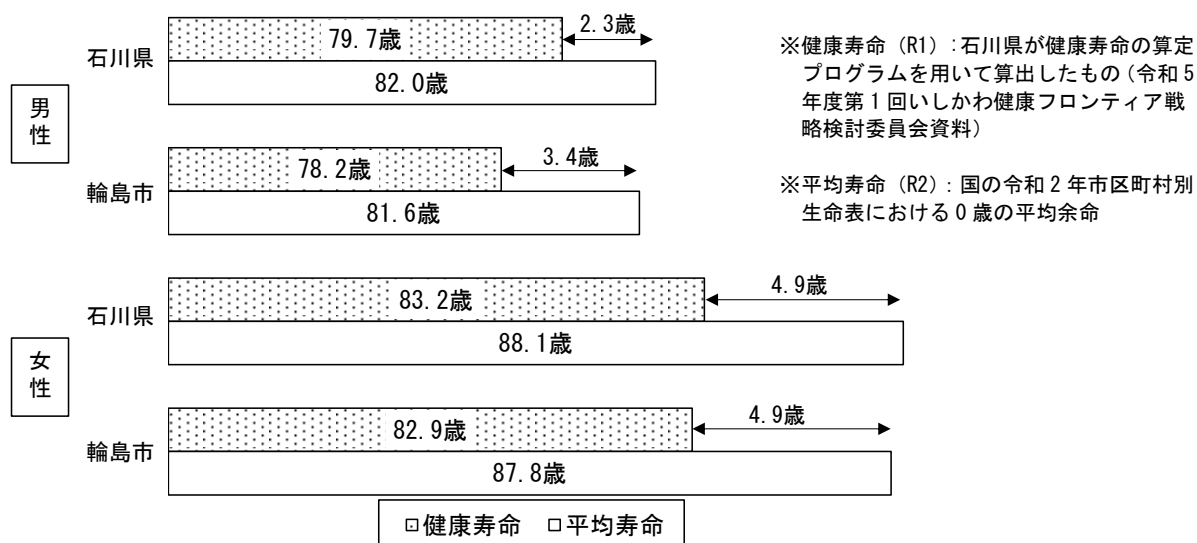 男性
石川県
79.7歳
2.3歳
82.0歳
輪島市
78.2歳
3.4歳
81.6歳
女性
石川県
83.2歳
4.9歳
88.1歳
輪島市
82.9歳
4.9歳
87.8歳
健康寿命 平均寿命
※健康寿命（R1）：石川県が健康寿命の算定
プログラムを用いて算出したもの（令和5
年度第1回いしかわ健康フロンティア戦
略検討委員会資料）
※平均寿命（R2）：国の令和2年市区町村別
生命表における0歳の平均余命